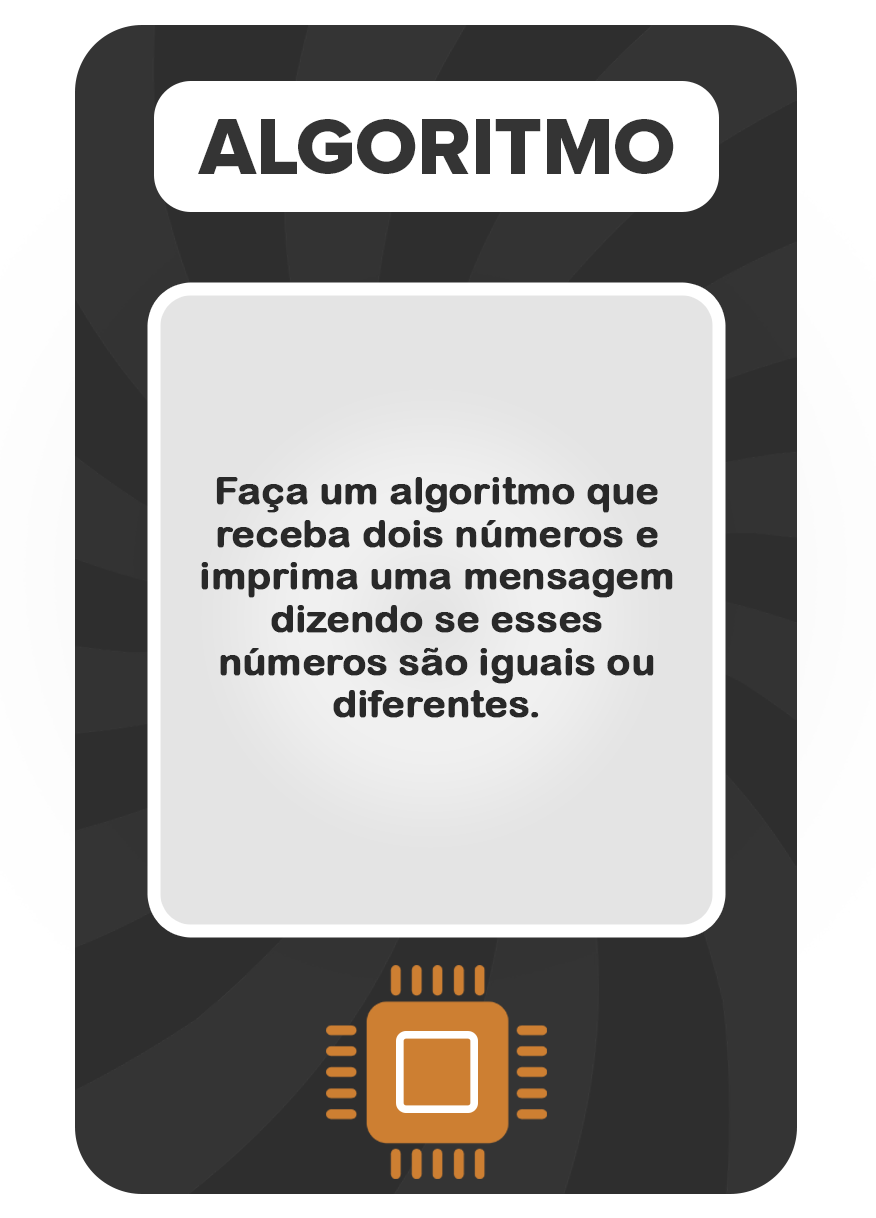 ALGORITMO
Faça um algoritmo que
receba dois números e
imprima uma mensagem
dizendo se esses
números são iguais ou
diferentes.